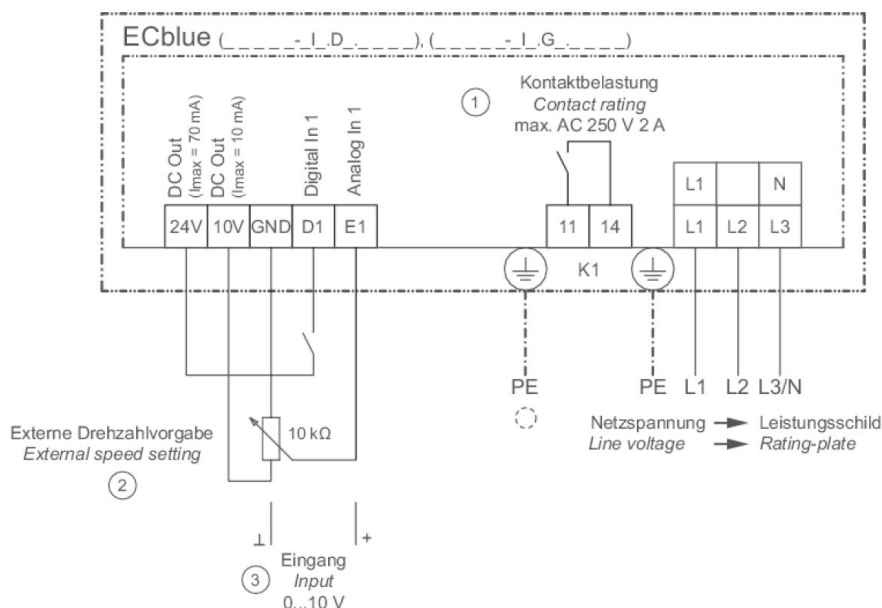 ECblue (_ _ _ _ _-_I_.D_._ _ _ _), (_ _ _ _ _-_I_.G_._ _ _ _)
1
Kontaktbelastung
Contact rating
max. AC 250 V 2 A
DC Out
(Imax = 70 mA)
DC Out
(Imax = 10 mA)
Digital In 1
Analog In 1
L1 N
24V 10V GND D1 E1
11 14
L1 L2 L3
K1
PE
PE L1 L2 L3/N
Netzspannung Leistungsschild
Line voltage Rating-plate
Externe Drehzahlvorgabe
External speed setting
2
10 kΩ
⊥ +
3
Eingang
Input
0...10 V